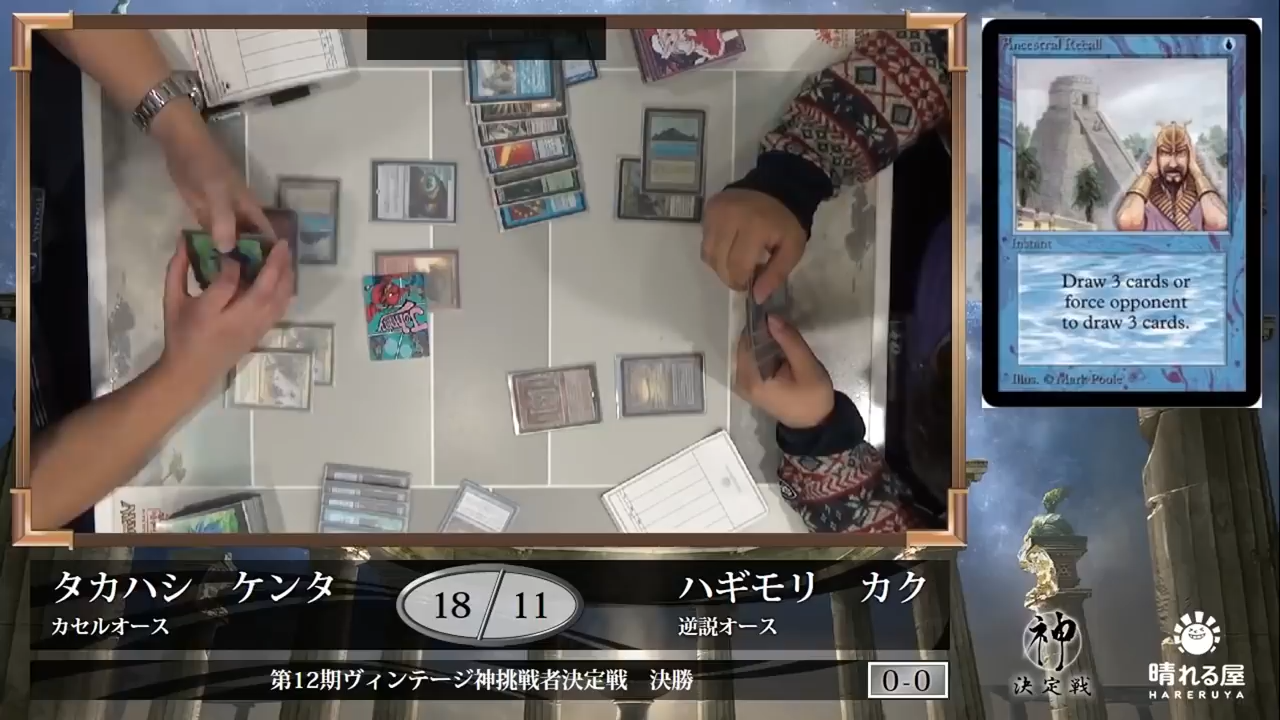 Ancestral Recall
Instant
Draw 3 cards or
force opponent
to draw 3 cards.
Illus. © Mark Poole
タカハシ ケンタ
カセルオース
18/11
ハギモリ カク
逆説オース
第12期ヴィンテージ神挑戦者決定戦 決勝
0-0
神
決定戦
晴れる屋
HARERUYA